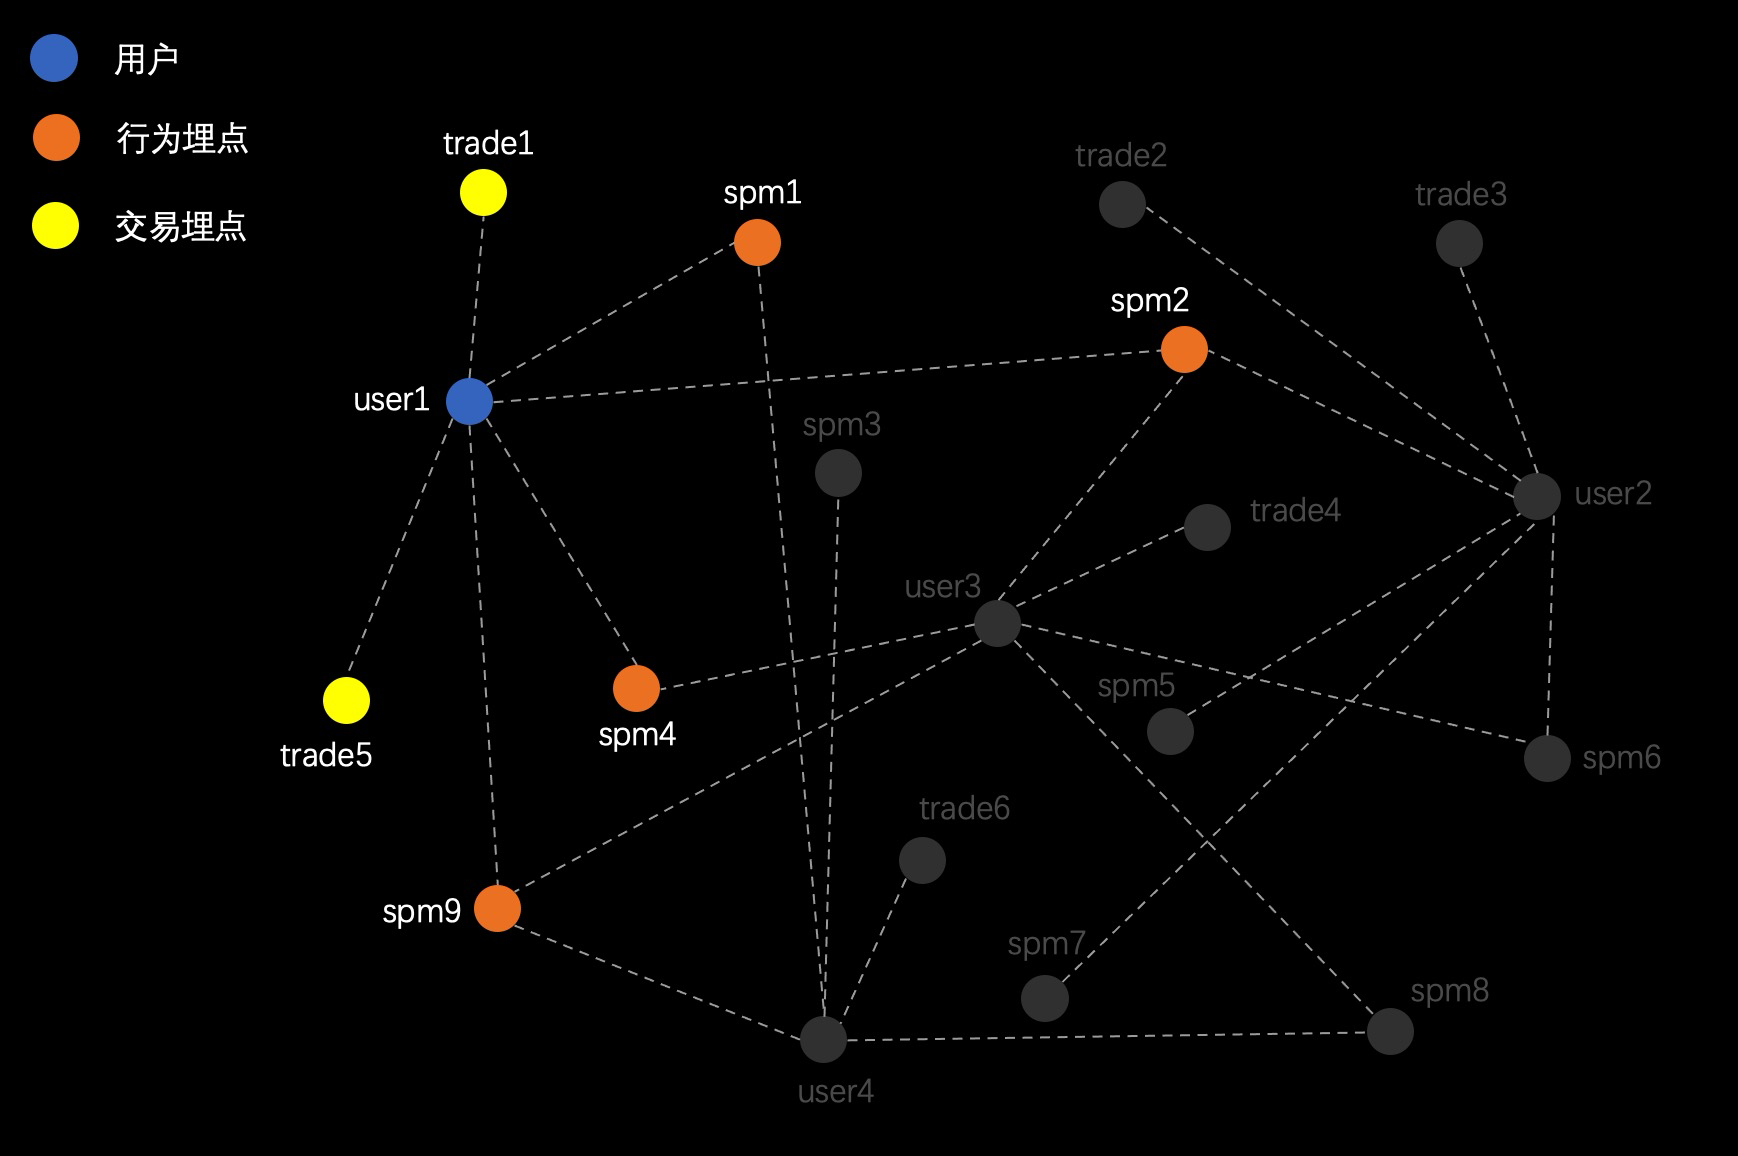 用户
行为埋点
交易埋点
trade1
trade2
spm1
trade3
spm2
user1
spm3
user2
trade4
user3
spm5
spm4
trade5
spm6
trade6
spm9
spm7
spm8
user4